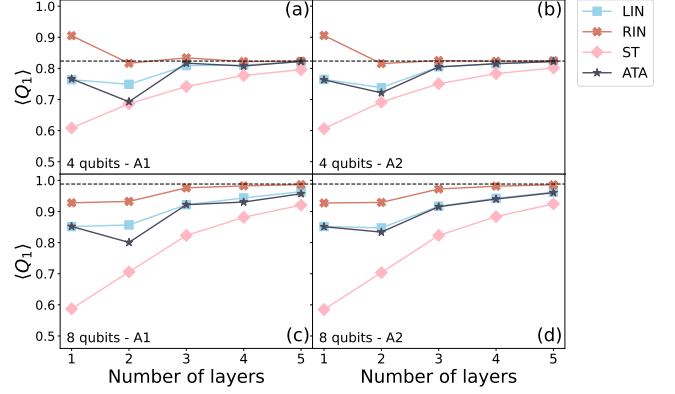 (a)
(b)
LIN
RIN
ST
ATA
1.0
0.9
0.8
0.7
0.6
0.5
⟨Q₁⟩
4 qubits - A1
4 qubits - A2
1.0
0.9
0.8
0.7
0.6
0.5
⟨Q₁⟩
8 qubits - A1
(c)
8 qubits - A2
(d)
1 2 3 4 5
1 2 3 4 5
Number of layers
Number of layers